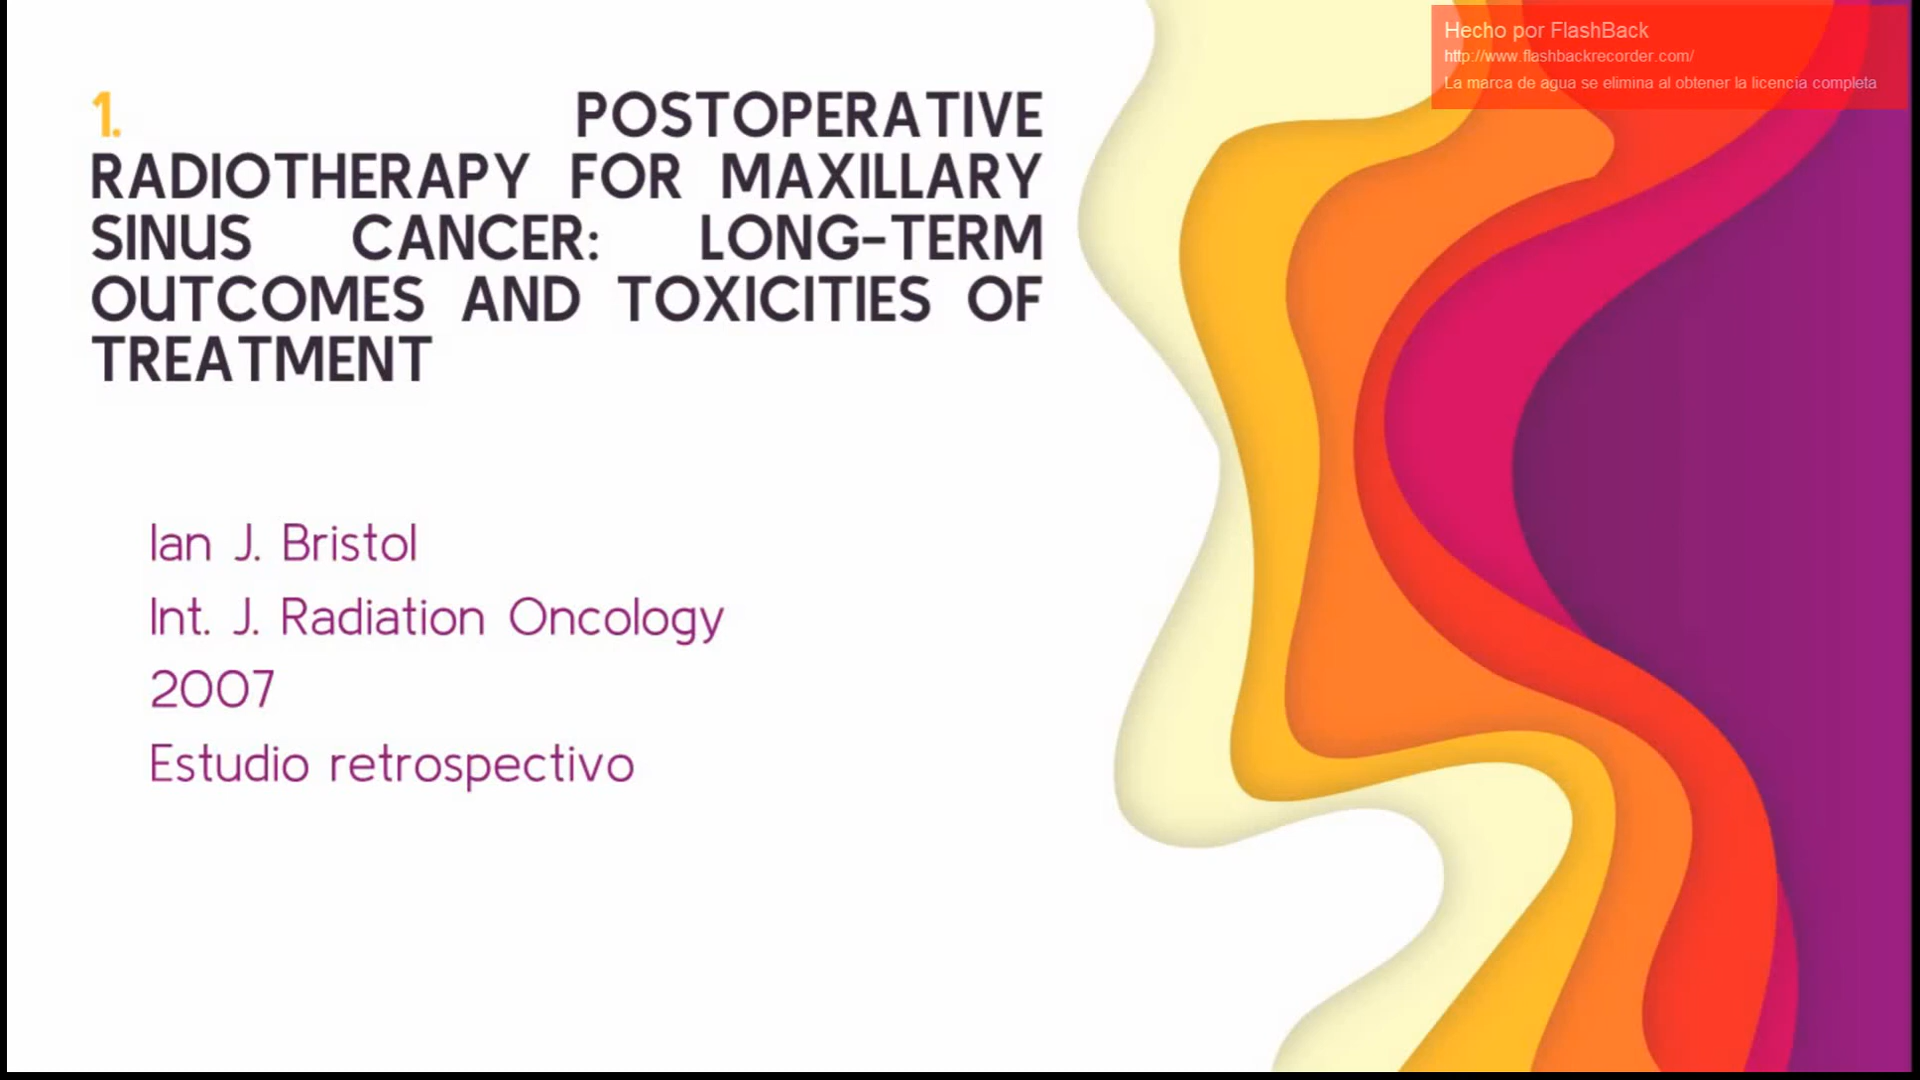 Hecho por FlashBack
http://www.flashbackrecorder.com/
La marca de agua se elimina al obtener la licencia completa
1. POSTOPERATIVE
RADIOTHERAPY FOR MAXILLARY
SINUS CANCER: LONG-TERM
OUTCOMES AND TOXICITIES OF
TREATMENT
Ian J. Bristol
Int. J. Radiation Oncology
2007
Estudio retrospectivo